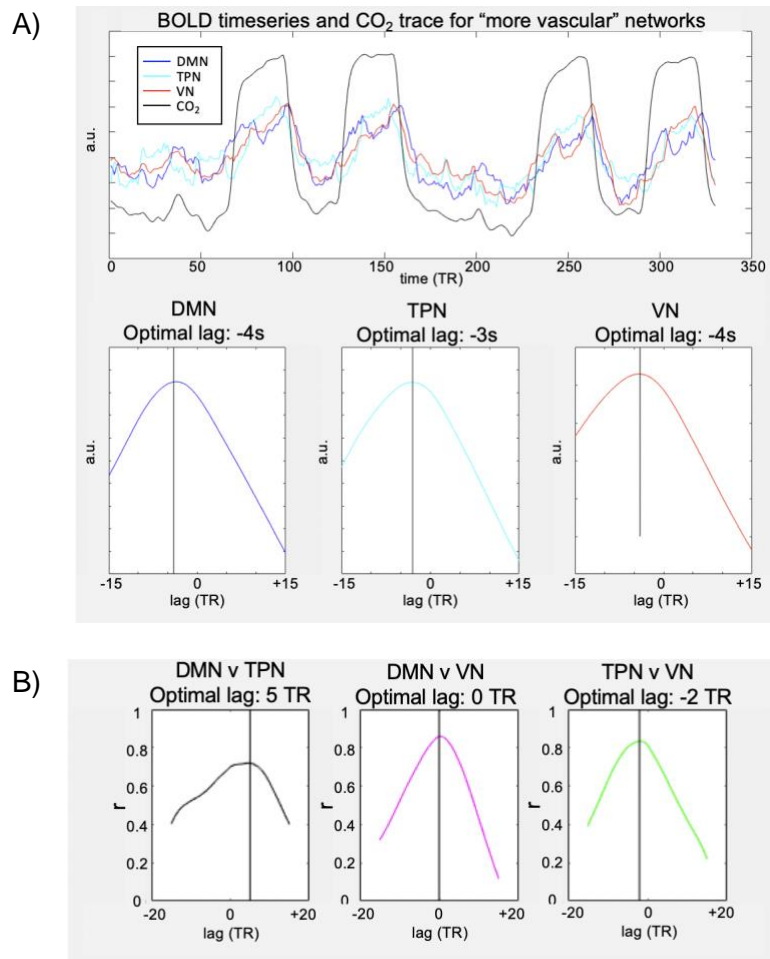 A)
BOLD timeseries and CO₂ trace for “more vascular” networks
DMN
TPN
VN
CO₂
a.u.
0 50 100 150 200 250 300 350
time (TR)
DMN TPN VN
Optimal lag: -4s Optimal lag: -3s Optimal lag: -4s
a.u. a.u. a.u.
-15 0 +15 -15 0 +15 -15 0 +15
lag (TR) lag (TR) lag (TR)
B)
DMN v TPN DMN v VN TPN v VN
Optimal lag: 5 TR Optimal lag: 0 TR Optimal lag: -2 TR
1 1 1
0.8 0.8 0.8
0.6 0.6 0.6
r r r
0.4 0.4 0.4
0.2 0.2 0.2
0 0 0
-20 0 +20 -20 0 +20 -20 0 +20
lag (TR) lag (TR) lag (TR)